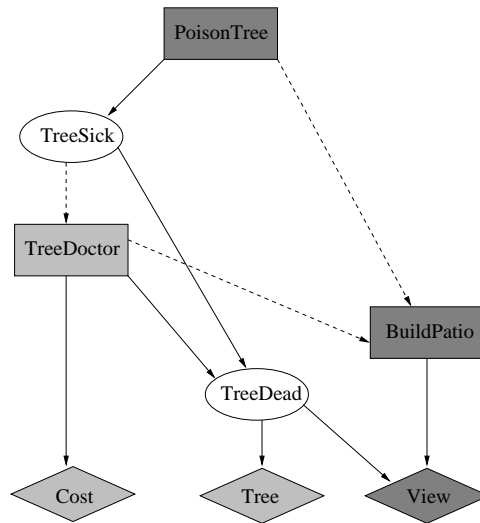 PoisonTree
TreeSick
TreeDoctor
BuildPatio
TreeDead
Cost
Tree
View